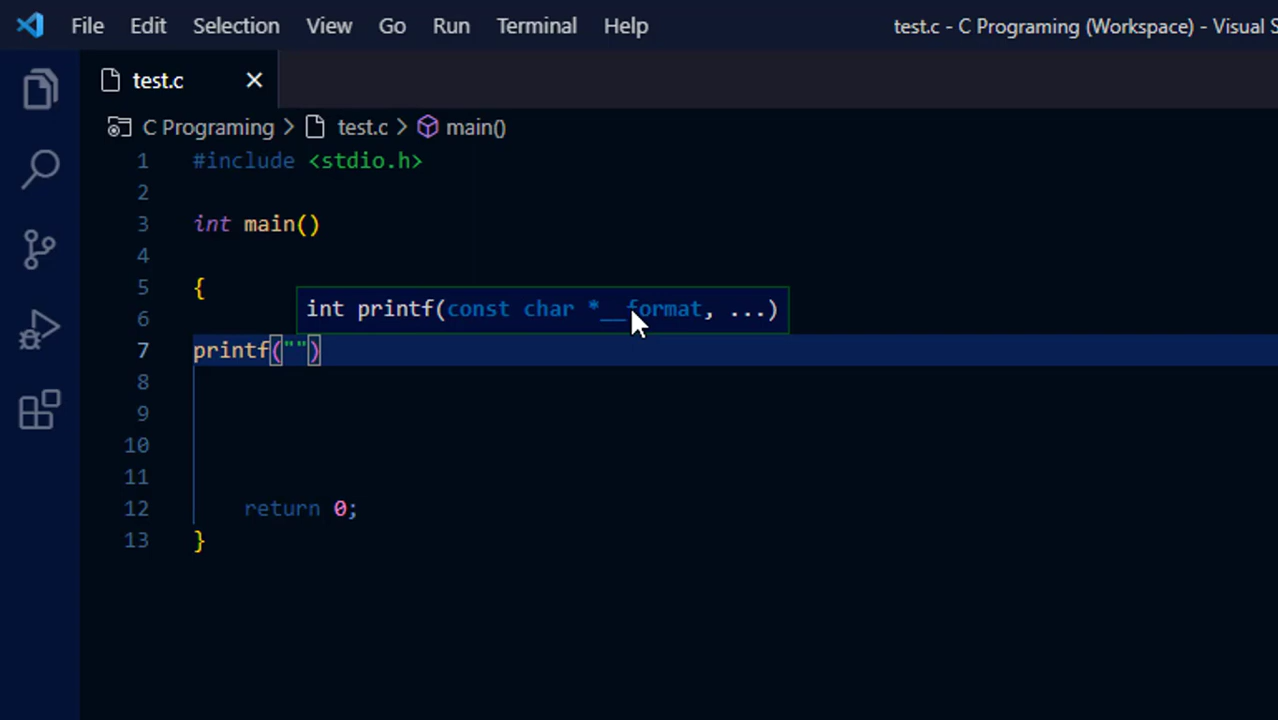 File Edit Selection View Go Run Terminal Help test.c - C Programing (Workspace) - Visual S
test.c
C Programing > test.c > main()
1 #include <stdio.h>
2
3 int main()
4
5 {
6
int printf(const char *__format, ...)
7 printf("")
8
9
10
11
12 return 0;
13 }